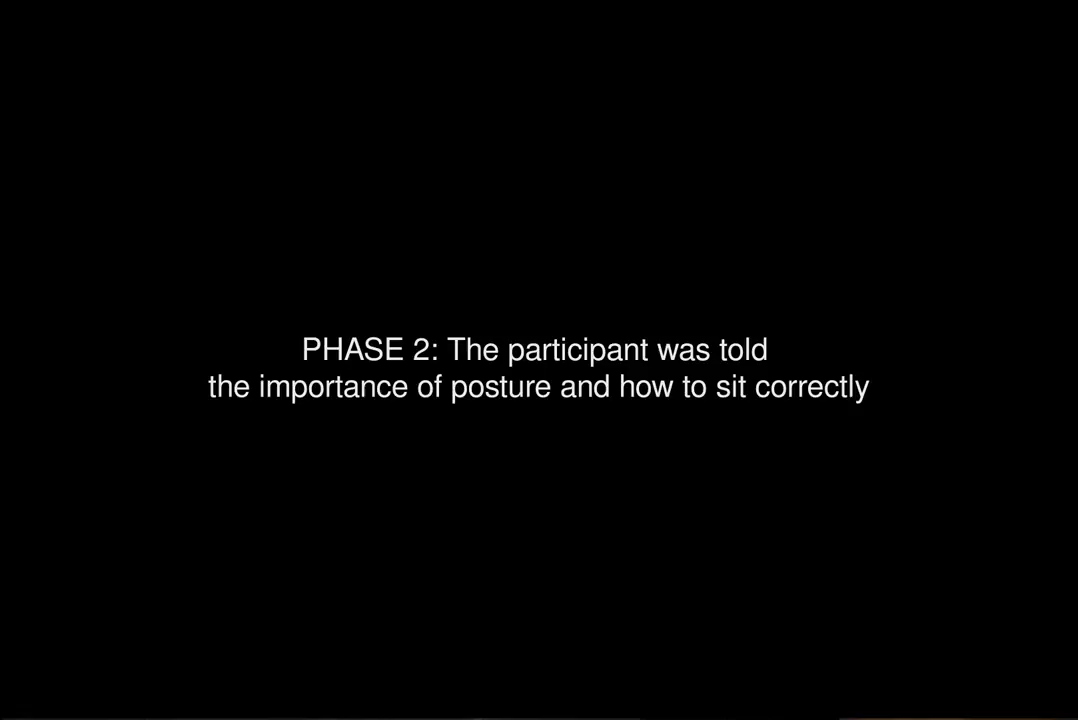 PHASE 2: The participant was told
the importance of posture and how to sit correctly